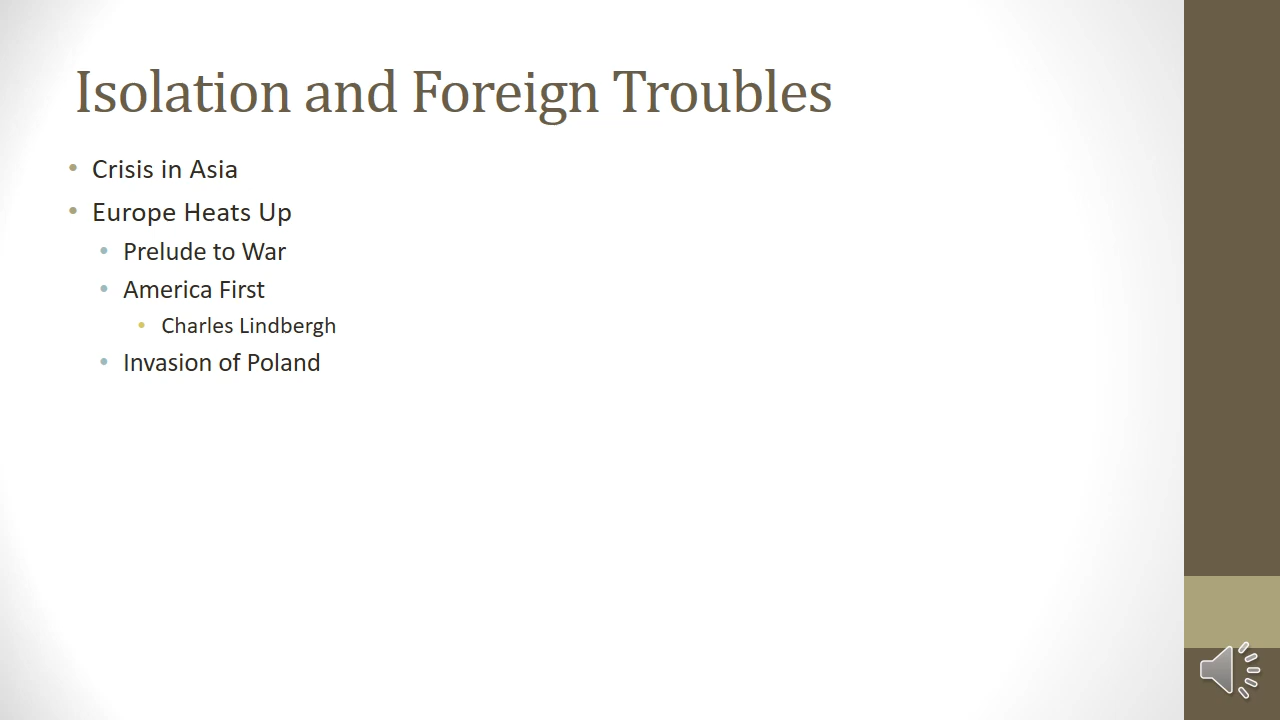 Isolation and Foreign Troubles
• Crisis in Asia
• Europe Heats Up
• Prelude to War
• America First
• Charles Lindbergh
• Invasion of Poland